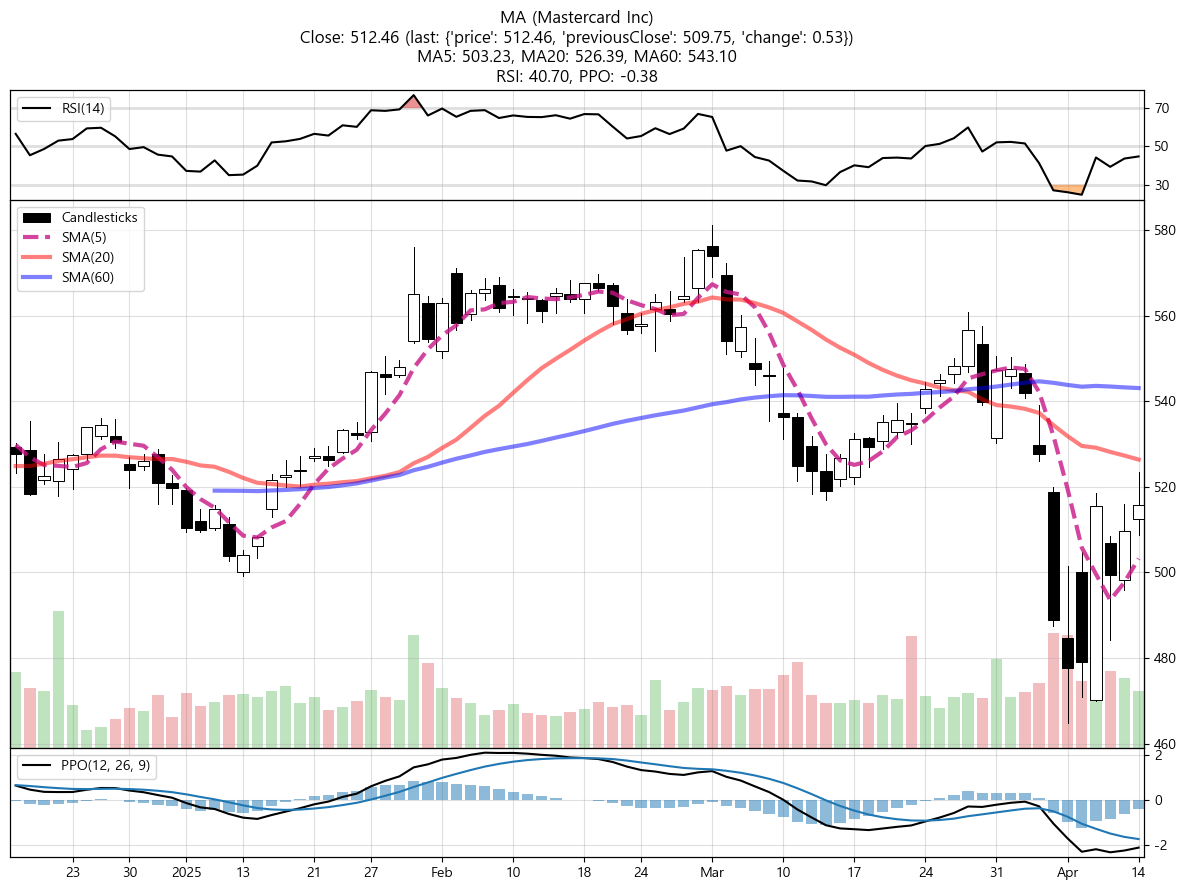 MA (Mastercard Inc)
Close: 512.46 (last: {'price': 512.46, 'previousClose': 509.75, 'change': 0.53})
MA5: 503.23, MA20: 526.39, MA60: 543.10
RSI: 40.70, PPO: -0.38
RSI(14)
70
50
30
Candlesticks
SMA(5)
SMA(20)
SMA(60)
580
560
540
520
500
480
460
PPO(12, 26, 9)
2
0
-2
23 30 2025 13 21 27 Feb 10 18 24 Mar 10 17 24 31 Apr 14